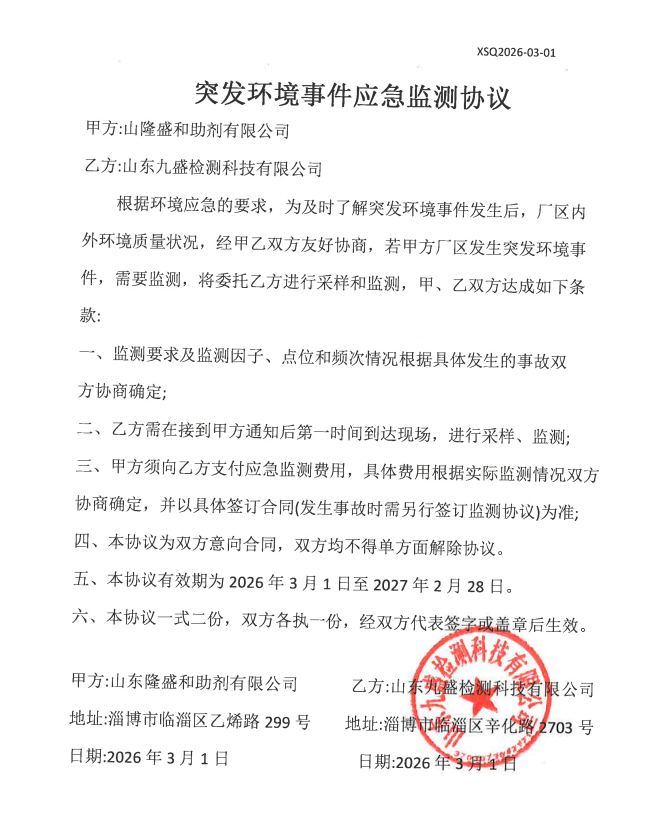 XSQ2026-03-01
突发环境事件应急监测协议
甲方:山隆盛和助剂有限公司
乙方:山东九盛检测科技有限公司
根据环境应急的要求，为及时了解突发环境事件发生后，厂区内
外环境质量状况，经甲乙双方友好协商，若甲方厂区发生突发环境事
件，需要监测，将委托乙方进行采样和监测，甲、乙双方达成如下条
款:
一、监测要求及监测因子、点位和频次情况根据具体发生的事故双
方协商确定;
二、乙方需在接到甲方通知后第一时间到达现场，进行采样、监测;
三、甲方须向乙方支付应急监测费用，具体费用根据实际监测情况双方
协商确定，并以具体签订合同(发生事故时需另行签订监测协议)为准;
四、本协议为双方意向合同，双方均不得单方面解除协议。
五、本协议有效期为 2026 年 3 月 1 日至 2027 年 2 月 28 日。
六、本协议一式二份，双方各执一份，经双方代表签字或盖章后生效。
甲方:山东隆盛和助剂有限公司
地址:淄博市临淄区乙烯路 299 号
日期:2026 年 3 月 1 日
乙方:山东九盛检测科技有限公司
地址:淄博市临淄区辛化路 2703 号
日期:2026 年 3 月 1 日
山东九盛检测科技有限公司